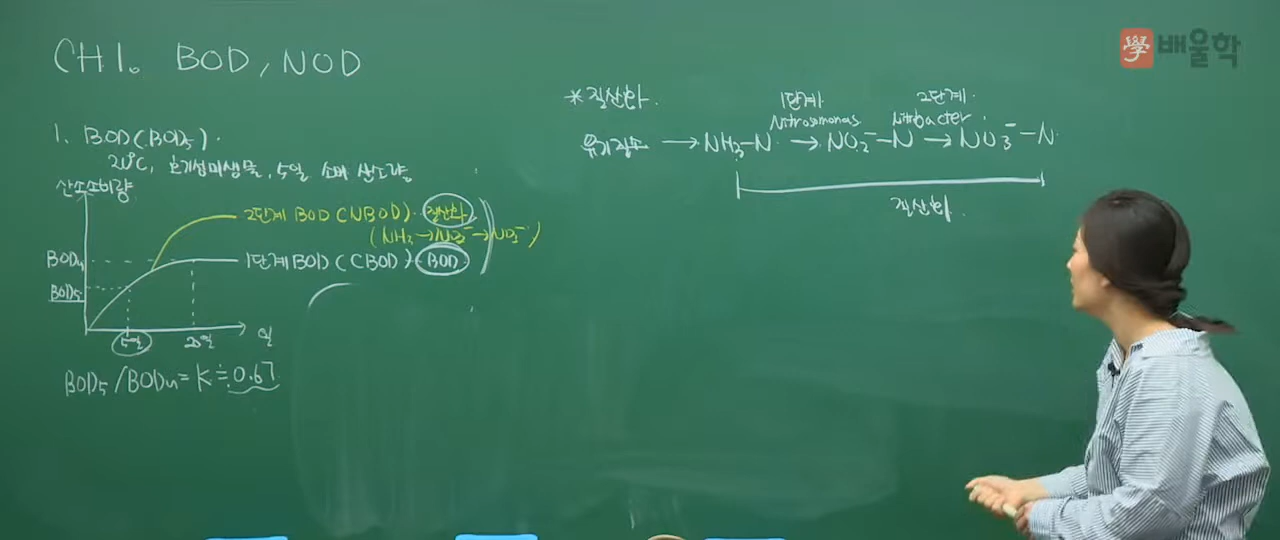 CH1. BOD, NOD
學 배울학
1. BOD(BOD5).
20℃, 호기성미생물, 5일 소비 산소량
산소소비량
2단계 BOD (NBOD). 질산화
(NH3 → NO2⁻ → NO3⁻)
BODu
1단계 BOD (CBOD) BOD
BOD5
5일 20일 일
BOD5 / BODu = K ≒ 0.67
* 질산화.
1단계 2단계
Nitrosomonas Nitrobacter
유기질소 → NH3-N → NO2⁻-N → NO3⁻-N
질산화.